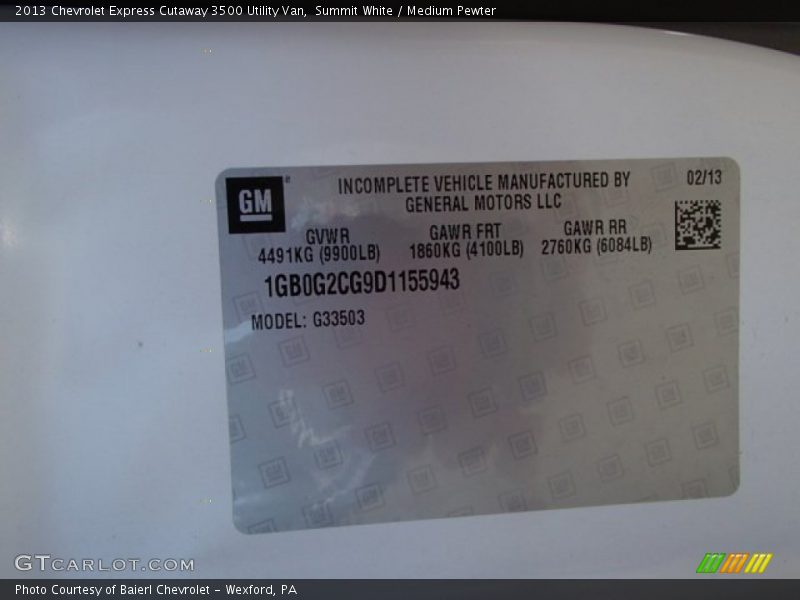 2013 Chevrolet Express Cutaway 3500 Utility Van, Summit White / Medium Pewter
GM
INCOMPLETE VEHICLE MANUFACTURED BY
GENERAL MOTORS LLC
02/13
GVWR GAWR FRT GAWR RR
4491KG (9900LB) 1860KG (4100LB) 2760KG (6084LB)
1GB0G2CG9D1155943
MODEL: G33503
GTCARLOT.COM
Photo Courtesy of Baierl Chevrolet - Wexford, PA